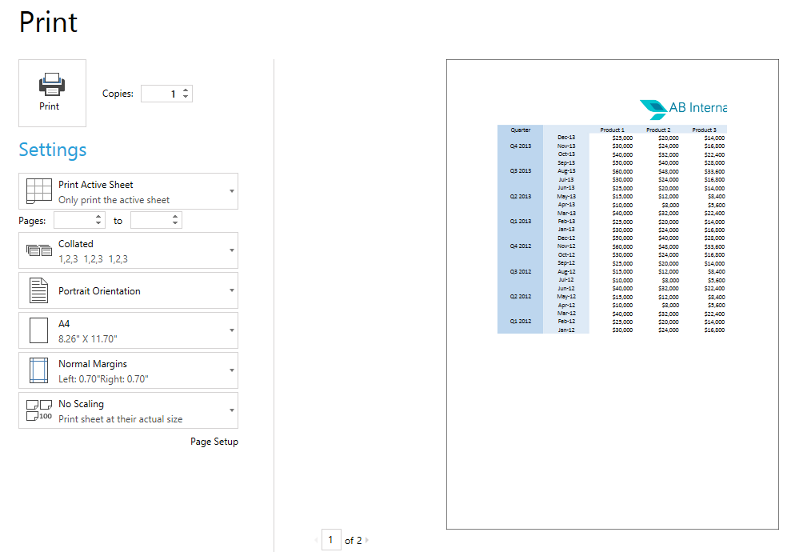 Print
Print
Copies: 1
Settings
Print Active Sheet
Only print the active sheet
Pages: to
Collated
1,2,3 1,2,3 1,2,3
Portrait Orientation
A4
8.26" X 11.70"
Normal Margins
Left: 0.70"Right: 0.70"
100
No Scaling
Print sheet at their actual size
Page Setup
AB Interna
Quarter Product 1 Product 2 Product 3
Dec-13 $25,000 $20,000 $14,000
Q4 2013 Nov-13 $30,000 $24,000 $16,800
Oct-13 $40,000 $32,000 $22,400
Sep-13 $50,000 $40,000 $28,000
Q3 2013 Aug-13 $60,000 $48,000 $33,600
Jul-13 $30,000 $24,000 $16,800
Jun-13 $25,000 $20,000 $14,000
Q2 2013 May-13 $15,000 $12,000 $8,400
Apr-13 $10,000 $8,000 $5,600
Mar-13 $40,000 $32,000 $22,400
Q1 2013 Feb-13 $25,000 $20,000 $14,000
Jan-13 $30,000 $24,000 $16,800
Dec-12 $50,000 $40,000 $28,000
Q4 2012 Nov-12 $60,000 $48,000 $33,600
Oct-12 $30,000 $24,000 $16,800
Sep-12 $25,000 $20,000 $14,000
Q3 2012 Aug-12 $15,000 $12,000 $8,400
Jul-12 $10,000 $8,000 $5,600
Jun-12 $40,000 $32,000 $22,400
Q2 2012 May-12 $15,000 $12,000 $8,400
Apr-12 $10,000 $8,000 $5,600
Mar-12 $40,000 $32,000 $22,400
Q1 2012 Feb-12 $25,000 $20,000 $14,000
Jan-12 $30,000 $24,000 $16,800
1 of 2